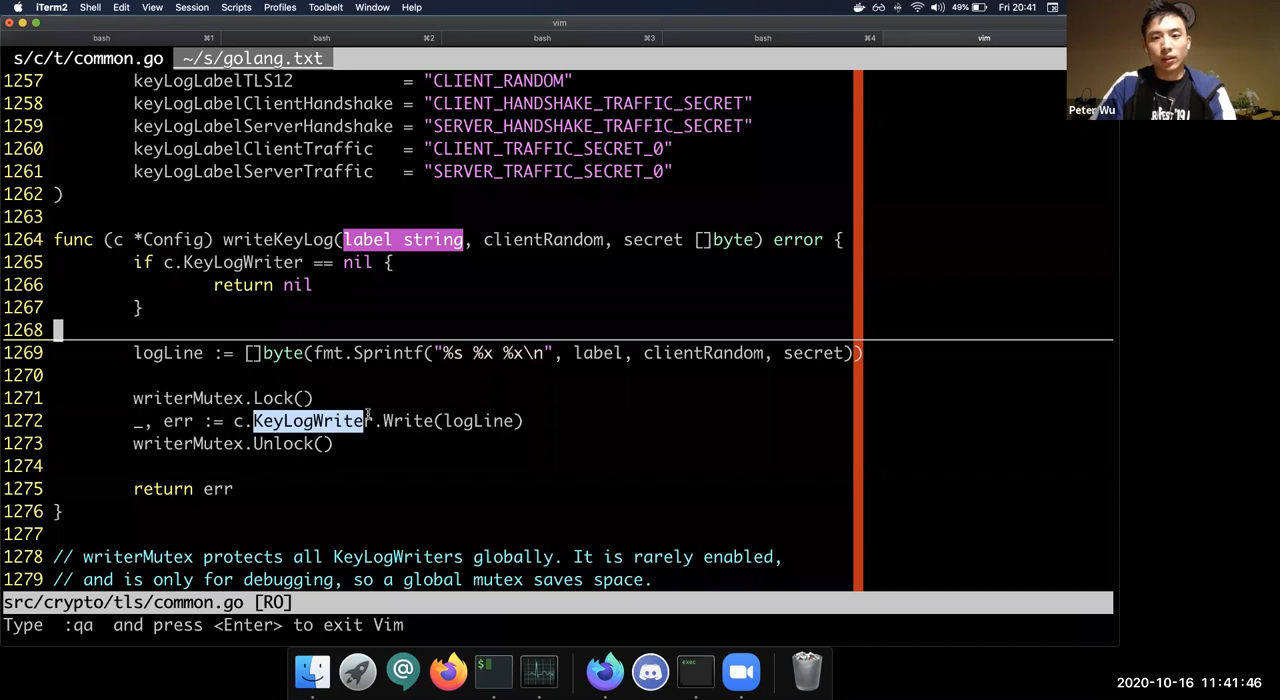 iTerm2 Shell Edit View Session Scripts Profiles Toolbelt Window Help 49% Fri 20:41
vim
bash ⌘1 bash ⌘2 bash ⌘3 bash ⌘4 vim
s/c/t/common.go ~/s/golang.txt
Peter Wu
1257 keyLogLabelTLS12 = "CLIENT_RANDOM"
1258 keyLogLabelClientHandshake = "CLIENT_HANDSHAKE_TRAFFIC_SECRET"
1259 keyLogLabelServerHandshake = "SERVER_HANDSHAKE_TRAFFIC_SECRET"
1260 keyLogLabelClientTraffic = "CLIENT_TRAFFIC_SECRET_0"
1261 keyLogLabelServerTraffic = "SERVER_TRAFFIC_SECRET_0"
1262 )
1263
1264 func (c *Config) writeKeyLog(label string, clientRandom, secret []byte) error {
1265 if c.KeyLogWriter == nil {
1266 return nil
1267 }
1268
1269 logLine := []byte(fmt.Sprintf("%s %x %x\n", label, clientRandom, secret))
1270
1271 writerMutex.Lock()
1272 _, err := c.KeyLogWriter.Write(logLine)
1273 writerMutex.Unlock()
1274
1275 return err
1276 }
1277
1278 // writerMutex protects all KeyLogWriters globally. It is rarely enabled,
1279 // and is only for debugging, so a global mutex saves space.
src/crypto/tls/common.go [RO]
Type :qa and press <Enter> to exit Vim
2020-10-16 11:41:46